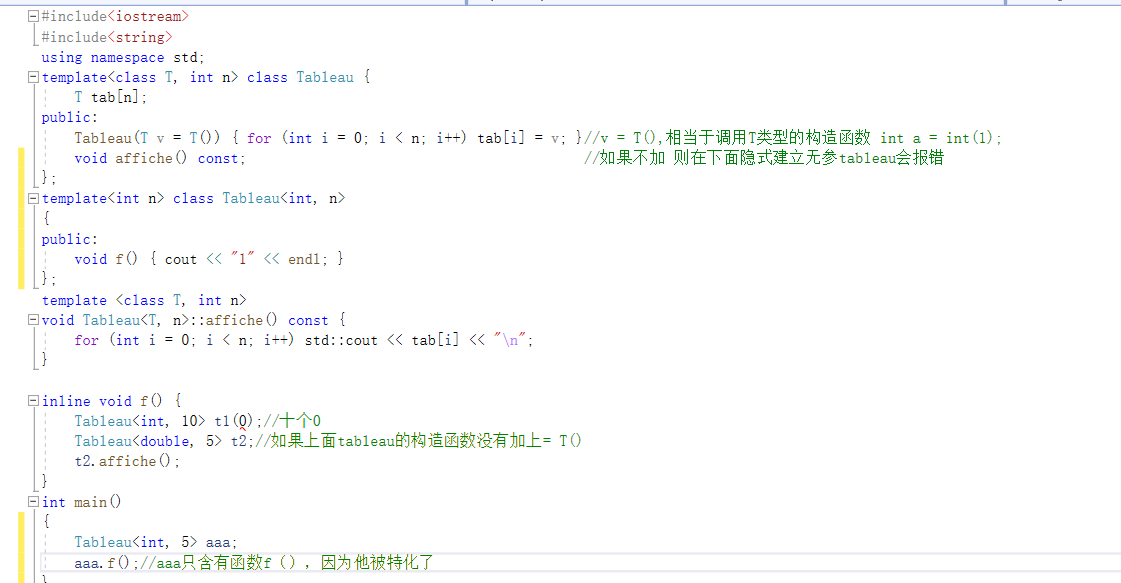 #include<iostream>
#include<string>
using namespace std;
template<class T, int n> class Tableau {
T tab[n];
public:
Tableau(T v = T()) { for (int i = 0; i < n; i++) tab[i] = v; }//v = T(),相当于调用T类型的构造函数 int a = int(1);
void affiche() const; //如果不加 则在下面隐式建立无参tableau会报错
};
template<int n> class Tableau<int, n>
{
public:
void f() { cout << "1" << endl; }
};
template <class T, int n>
void Tableau<T, n>::affiche() const {
for (int i = 0; i < n; i++) std::cout << tab[i] << "\n";
}
inline void f() {
Tableau<int, 10> t1(0);//十个0
Tableau<double, 5> t2;//如果上面tableau的构造函数没有加上= T()
t2.affiche();
}
int main()
{
Tableau<int, 5> aaa;
aaa.f();//aaa只含有函数f（），因为他被特化了
}